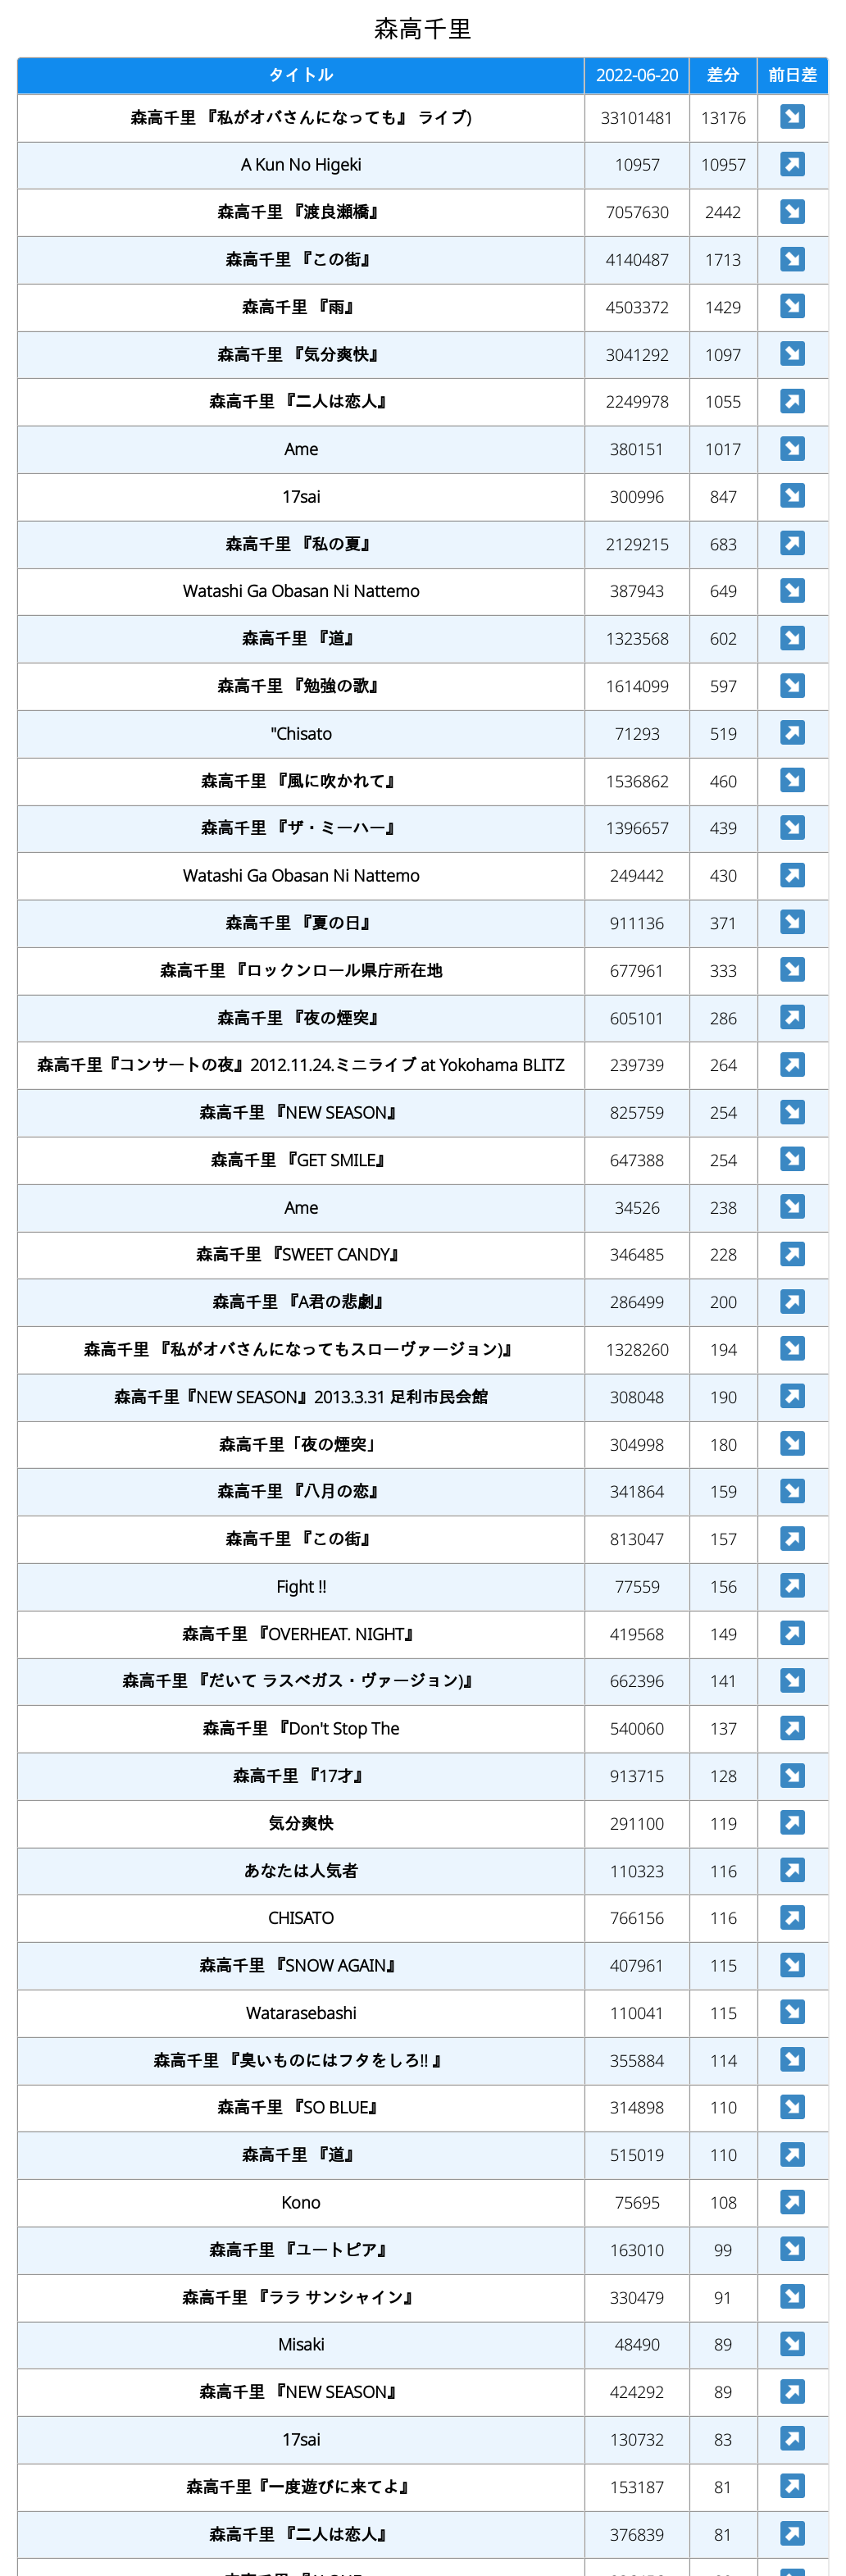 森高千里
タイトル 2022-06-20 差分 前日差
森高千里 『私がオバさんになっても』 ライブ) 33101481 13176
A Kun No Higeki 10957 10957
森高千里 『渡良瀬橋』 7057630 2442
森高千里 『この街』 4140487 1713
森高千里 『雨』 4503372 1429
森高千里 『気分爽快』 3041292 1097
森高千里 『二人は恋人』 2249978 1055
Ame 380151 1017
17sai 300996 847
森高千里 『私の夏』 2129215 683
Watashi Ga Obasan Ni Nattemo 387943 649
森高千里 『道』 1323568 602
森高千里 『勉強の歌』 1614099 597
"Chisato 71293 519
森高千里 『風に吹かれて』 1536862 460
森高千里 『ザ・ミーハー』 1396657 439
Watashi Ga Obasan Ni Nattemo 249442 430
森高千里 『夏の日』 911136 371
森高千里 『ロックンロール県庁所在地 677961 333
森高千里 『夜の煙突』 605101 286
森高千里『コンサートの夜』2012.11.24.ミニライブ at Yokohama BLITZ 239739 264
森高千里 『NEW SEASON』 825759 254
森高千里 『GET SMILE』 647388 254
Ame 34526 238
森高千里 『SWEET CANDY』 346485 228
森高千里 『A君の悲劇』 286499 200
森高千里 『私がオバさんになってもスローヴァージョン)』 1328260 194
森高千里『NEW SEASON』2013.3.31 足利市民会館 308048 190
森高千里「夜の煙突」 304998 180
森高千里 『八月の恋』 341864 159
森高千里 『この街』 813047 157
Fight !! 77559 156
森高千里 『OVERHEAT. NIGHT』 419568 149
森高千里 『だいて ラスベガス・ヴァージョン)』 662396 141
森高千里 『Don't Stop The 540060 137
森高千里 『17才』 913715 128
気分爽快 291100 119
あなたは人気者 110323 116
CHISATO 766156 116
森高千里 『SNOW AGAIN』 407961 115
Watarasebashi 110041 115
森高千里 『臭いものにはフタをしろ!! 』 355884 114
森高千里 『SO BLUE』 314898 110
森高千里 『道』 515019 110
Kono 75695 108
森高千里 『ユートピア』 163010 99
森高千里 『ララ サンシャイン』 330479 91
Misaki 48490 89
森高千里 『NEW SEASON』 424292 89
17sai 130732 83
森高千里『一度遊びに来てよ』 153187 81
森高千里 『二人は恋人』 376839 81